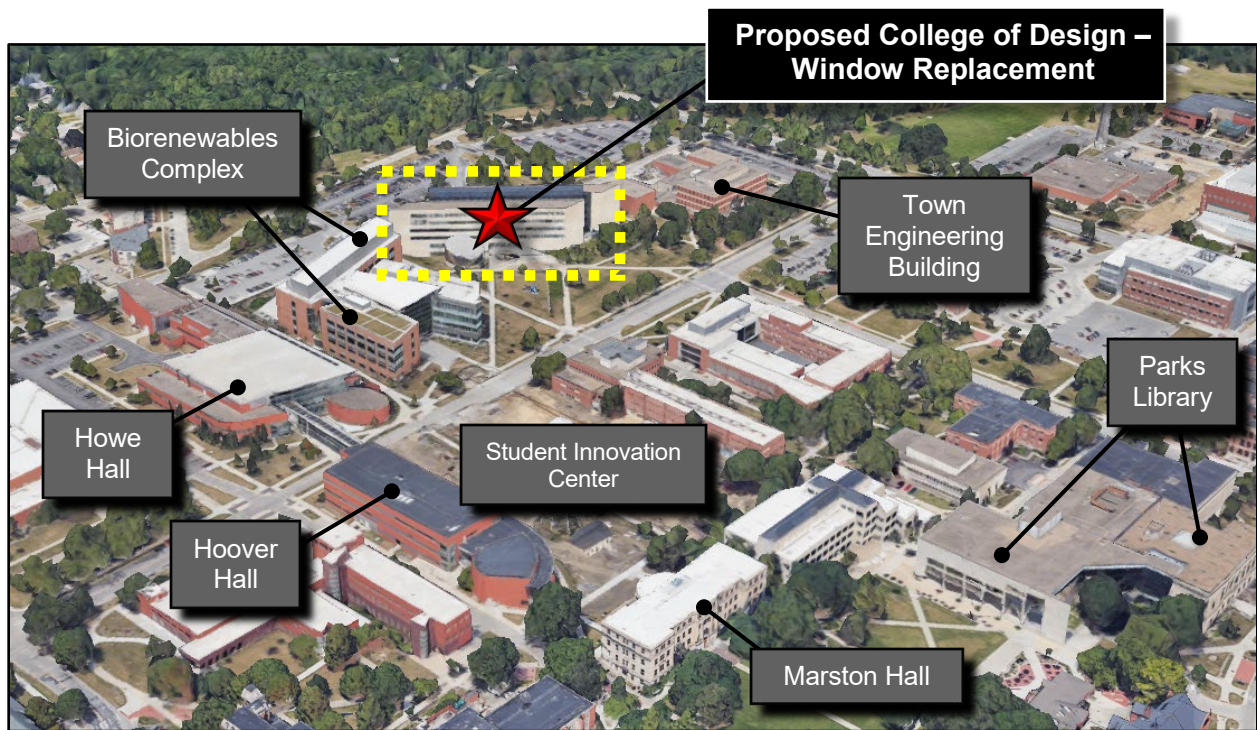 Proposed College of Design –
Window Replacement
Biorenewables
Complex
Town
Engineering
Building
Parks
Library
Howe
Hall
Student Innovation
Center
Hoover
Hall
Marston Hall